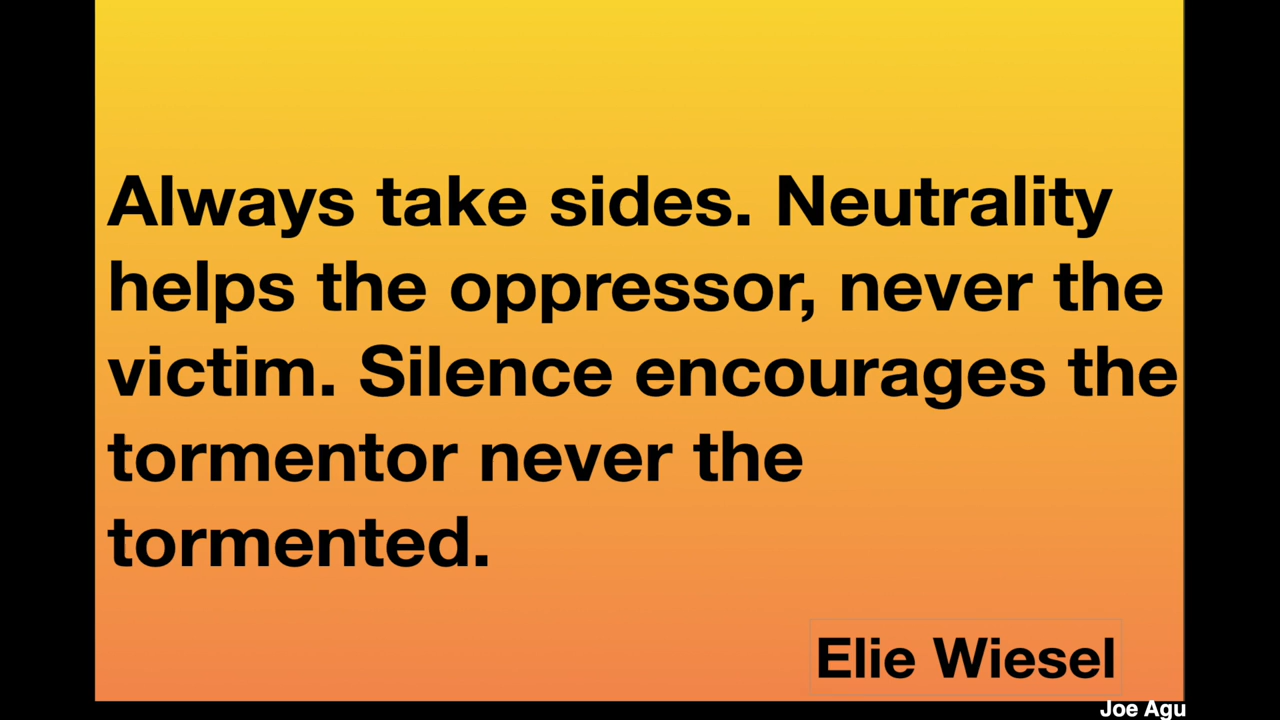 Always take sides. Neutrality
helps the oppressor, never the
victim. Silence encourages the
tormentor never the
tormented.
Elie Wiesel
Joe Agu